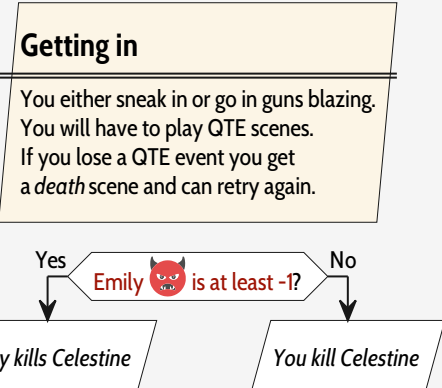 Getting in
You either sneak in or go in guns blazing.
You will have to play QTE scenes.
If you lose a QTE event you get
a death scene and can retry again.
Yes
No
Emily is at least -1?
kills Celestine
You kill Celestine